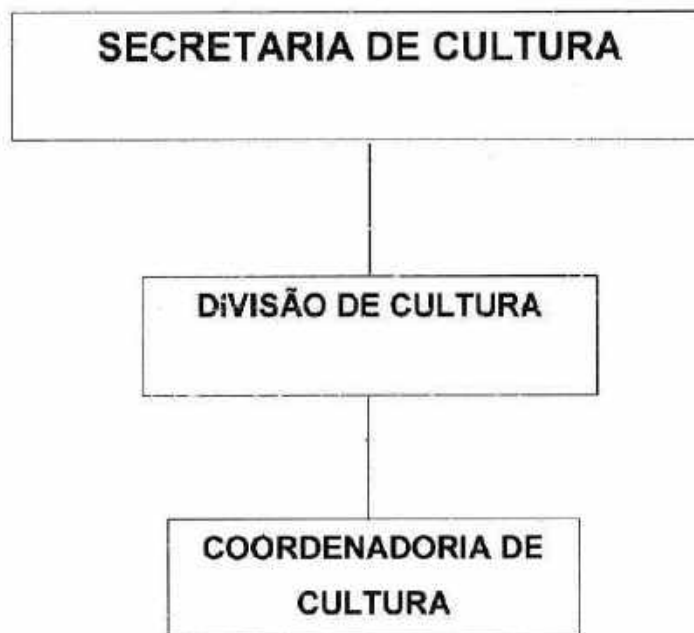 SECRETARIA DE CULTURA
DIVISÃO DE CULTURA
COORDENADORIA DE
CULTURA